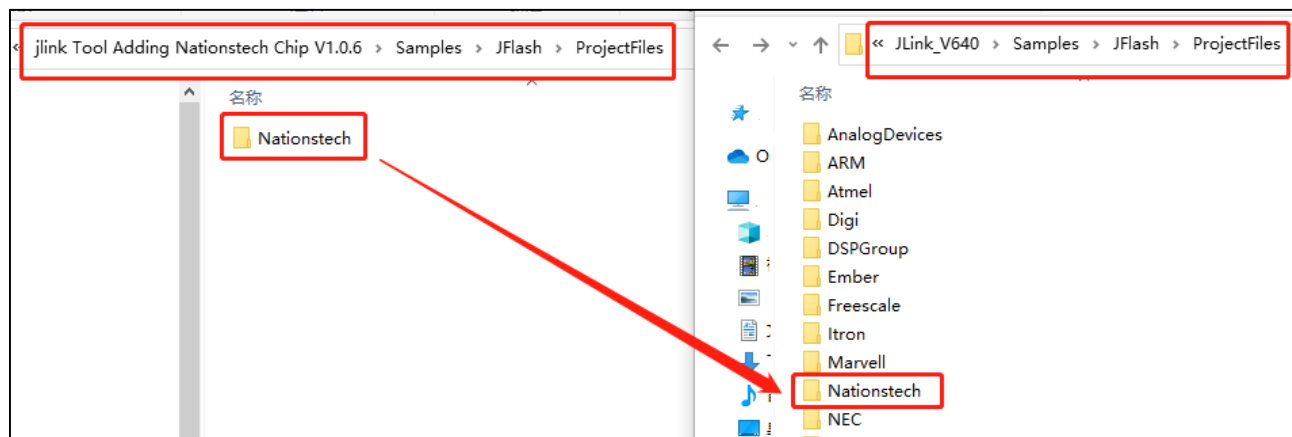 « jlink Tool Adding Nationstech Chip V1.0.6 > Samples > JFlash > ProjectFiles
名称
Nationstech
« JLink_V640 > Samples > JFlash > ProjectFiles
名称
AnalogDevices
ARM
Atmel
Digi
DSPGroup
Ember
Freescale
Itron
Marvell
Nationstech
NEC